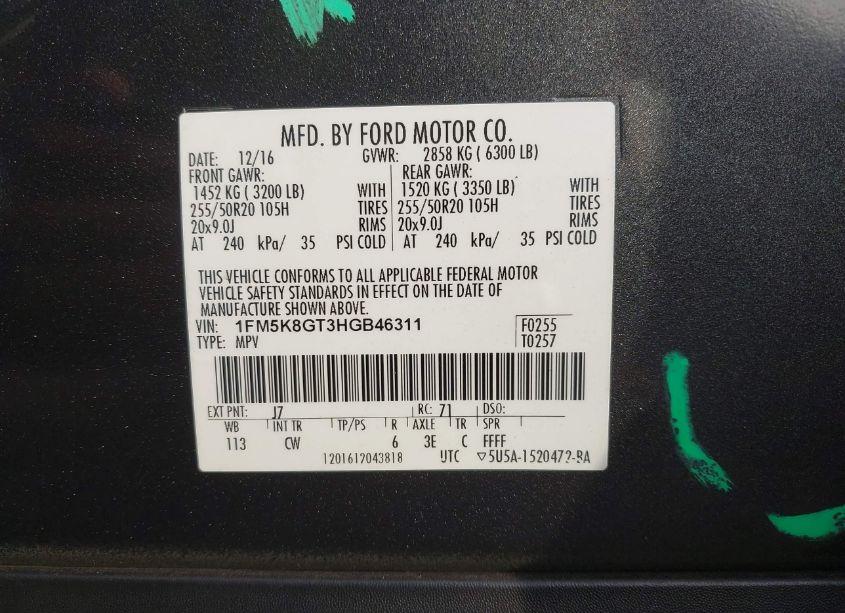 MFD. BY FORD MOTOR CO.
DATE: 12/16 GVWR: 2858 KG ( 6300 LB)
FRONT GAWR: REAR GAWR:
1452 KG ( 3200 LB) WITH 1520 KG ( 3350 LB) WITH
255/50R20 105H TIRES 255/50R20 105H TIRES
20x9.0J RIMS 20x9.0J RIMS
AT 240 kPa/ 35 PSI COLD AT 240 kPa/ 35 PSI COLD
THIS VEHICLE CONFORMS TO ALL APPLICABLE FEDERAL MOTOR
VEHICLE SAFETY STANDARDS IN EFFECT ON THE DATE OF
MANUFACTURE SHOWN ABOVE.
VIN: 1FM5K8GT3HGB46311 F0255
TYPE: MPV T0257
EXT PNT: J7 RC: 71 DSO:
WB INT TR TP/PS R AXLE TR SPR
113 CW 6 3E C FFFF
1201612043818 UTC ▽5U5A-1520472-BA